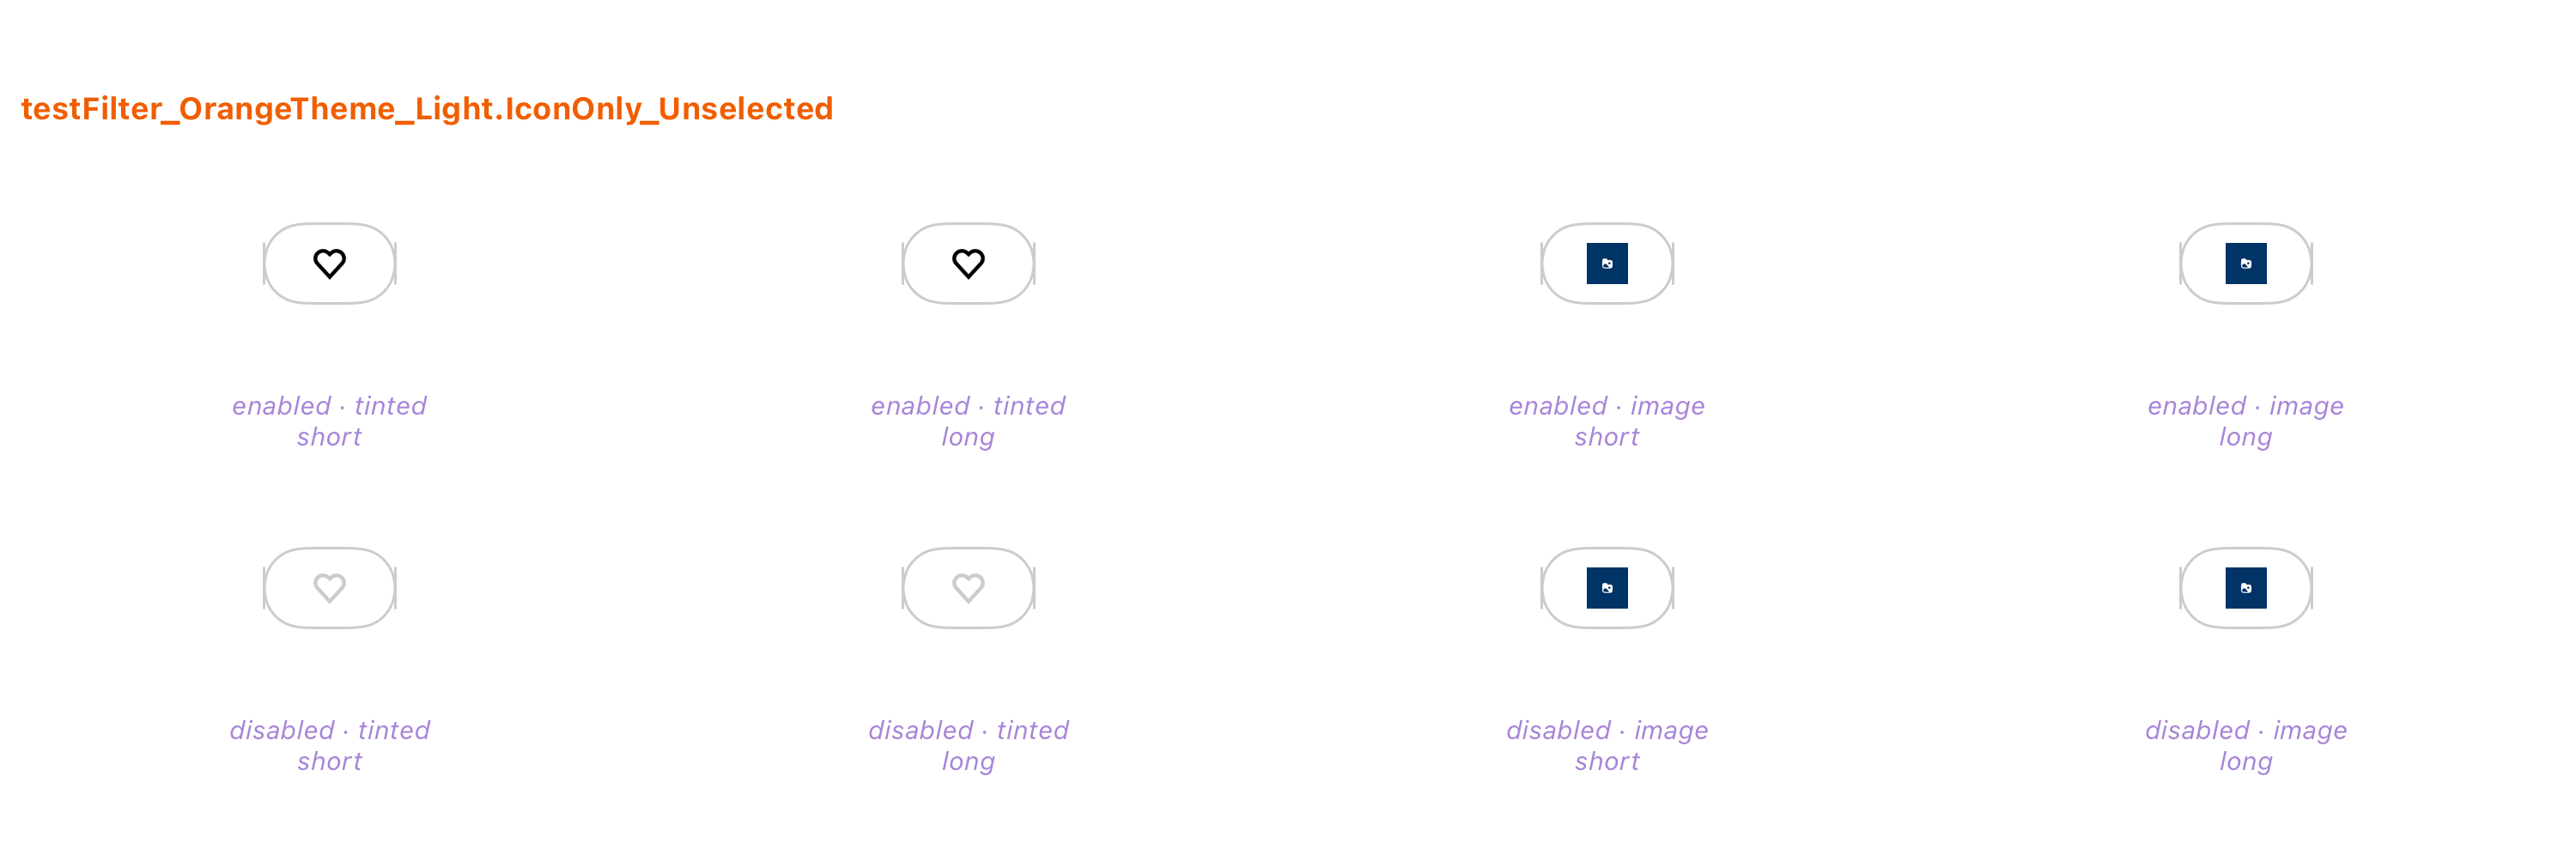 testFilter_OrangeTheme_Light.IconOnly_Unselected
enabled · tinted
short
enabled · tinted
long
enabled · image
short
enabled · image
long
disabled · tinted
short
disabled · tinted
long
disabled · image
short
disabled · image
long